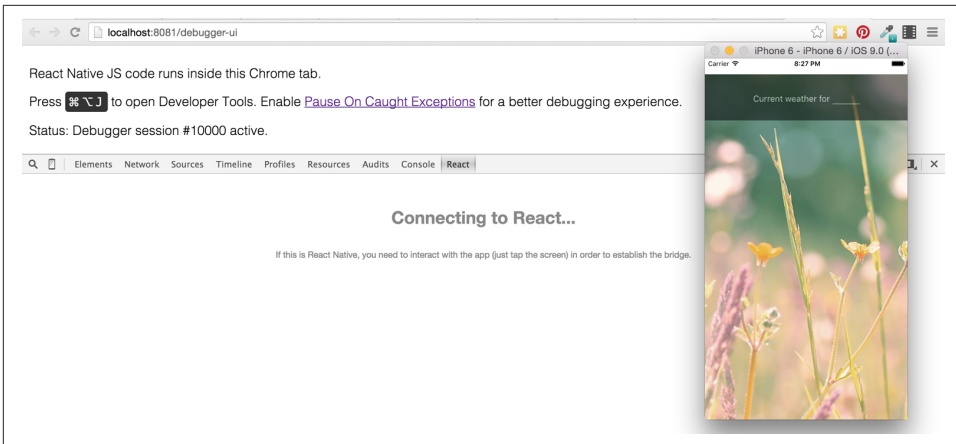 localhost:8081/debugger-ui
iPhone 6 - iPhone 6 / iOS 9.0 (...
Carrier
8:27 PM
React Native JS code runs inside this Chrome tab.
Press ⌘⌥J to open Developer Tools. Enable Pause On Caught Exceptions for a better debugging experience.
Status: Debugger session #10000 active.
Current weather for ______
Elements Network Sources Timeline Profiles Resources Audits Console React
Connecting to React...
If this is React Native, you need to interact with the app (just tap the screen) in order to establish the bridge.